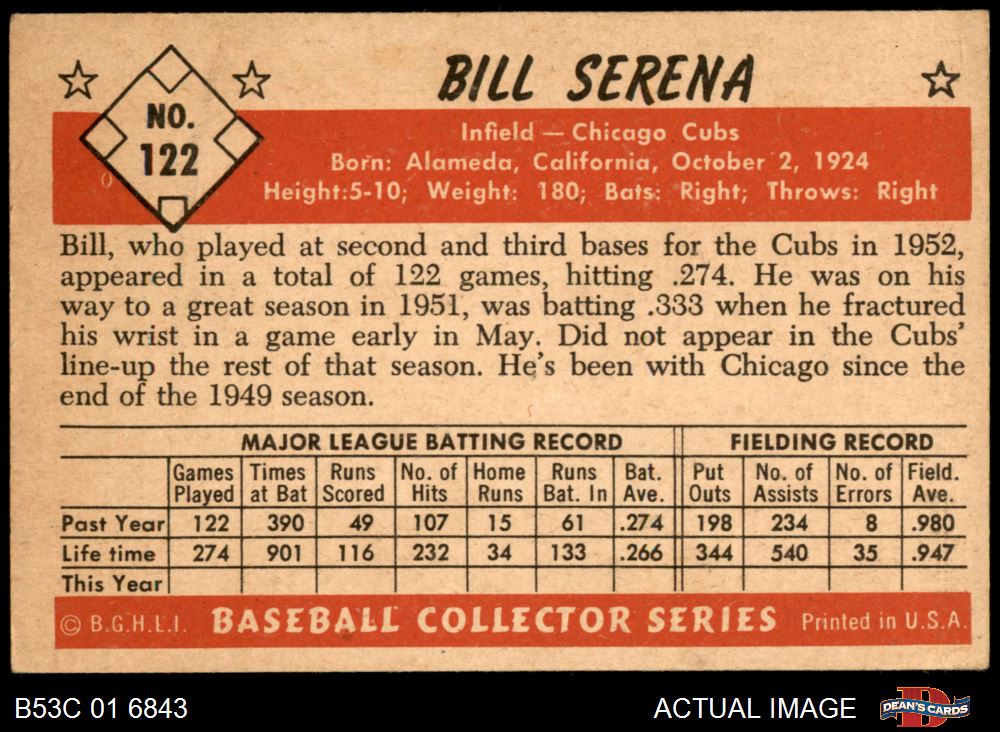 BILL SERENA
NO.
122
Infield — Chicago Cubs
Born: Alameda, California, October 2, 1924
Height:5-10; Weight: 180; Bats: Right; Throws: Right
Bill, who played at second and third bases for the Cubs in 1952,
appeared in a total of 122 games, hitting .274. He was on his
way to a great season in 1951, was batting .333 when he fractured
his wrist in a game early in May. Did not appear in the Cubs'
line-up the rest of that season. He's been with Chicago since the
end of the 1949 season.
MAJOR LEAGUE BATTING RECORD FIELDING RECORD
Games Times Runs No. of Home Runs Bat. Put No. of No. of Field.
Played at Bat Scored Hits Runs Bat. In Ave. Outs Assists Errors Ave.
Past Year 122 390 49 107 15 61 .274 198 234 8 .980
Life time 274 901 116 232 34 133 .266 344 540 35 .947
This Year
© B.G.H.L.I. BASEBALL COLLECTOR SERIES Printed in U.S.A.
B53C 01 6843 ACTUAL IMAGE DEAN'S CARDS